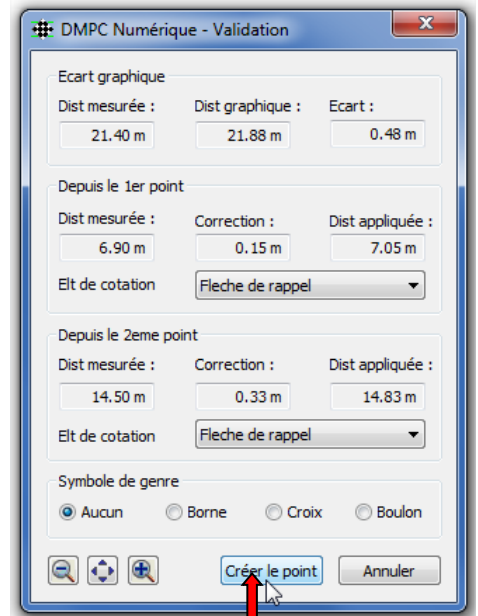 DMPC Numérique - Validation
Ecart graphique
Dist mesurée : Dist graphique : Ecart :
21.40 m 21.88 m 0.48 m
Depuis le 1er point
Dist mesurée : Correction : Dist appliquée :
6.90 m 0.15 m 7.05 m
Elt de cotation Fleche de rappel
Depuis le 2eme point
Dist mesurée : Correction : Dist appliquée :
14.50 m 0.33 m 14.83 m
Elt de cotation Fleche de rappel
Symbole de genre
Aucun Borne Croix Boulon
Créer le point Annuler